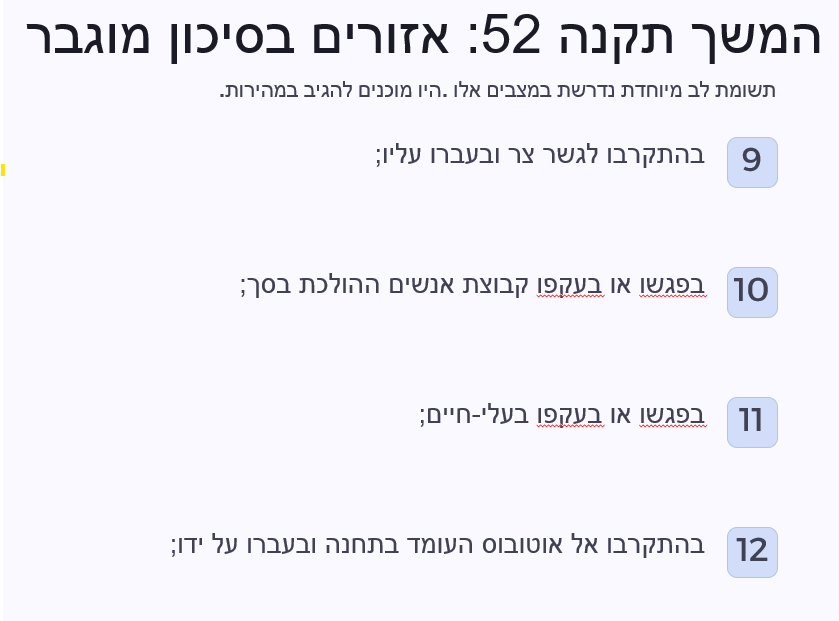 המשך תקנה 52: אזורים בסיכון מוגבר
תשומת לב מיוחדת נדרשת במצבים אלו .היו מוכנים להגיב במהירות.
9 בהתקרבו לגשר צר ובעברו עליו;
10 בפגשו או בעקפו קבוצת אנשים ההולכת בסך;
11 בפגשו או בעקפו בעלי-חיים;
12 בהתקרבו אל אוטובוס העומד בתחנה ובעברו על ידו;